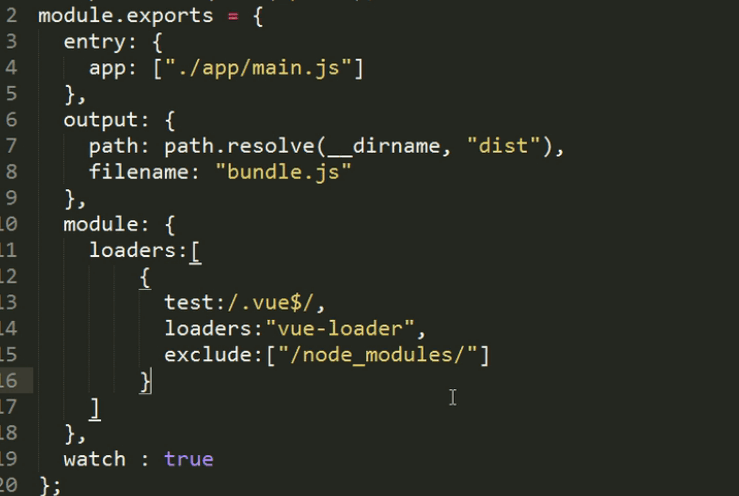 2 module.exports = {
3 entry: {
4 app: ["./app/main.js"]
5 },
6 output: {
7 path: path.resolve(__dirname, "dist"),
8 filename: "bundle.js"
9 },
10 module: {
11 loaders:[
12 {
13 test:/.vue$/,
14 loaders:"vue-loader",
15 exclude:["/node_modules/"]
16 }
17 ]
18 },
19 watch : true
20 };